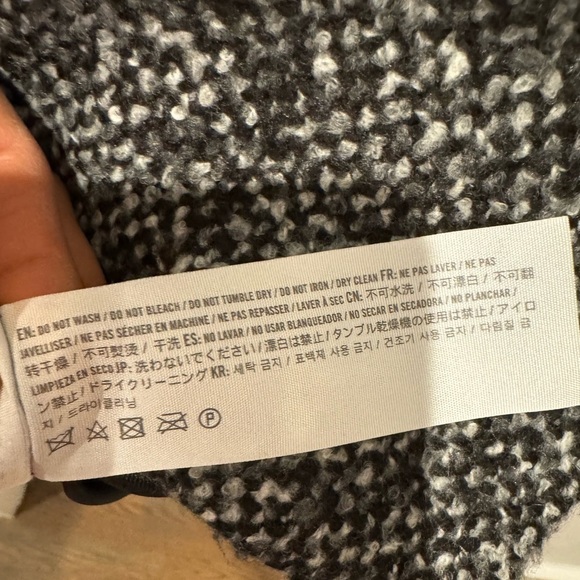 EN: DO NOT WASH / DO NOT BLEACH / DO NOT TUMBLE DRY / DO NOT IRON / DRY CLEAN FR: NE PAS LAVER / NE PAS
JAVELLISER / NE PAS SÉCHER EN MACHINE / NE PAS REPASSER / LAVER À SEC CN: 不可水洗 / 不可漂白 / 不可翻
转干燥 / 不可熨烫 / 干洗 ES: NO LAVAR / NO USAR BLANQUEADOR / NO SECAR EN SECADORA / NO PLANCHAR /
LIMPIEZA EN SECO JP: 洗わないでください / 漂白は禁止 / タンブル乾燥機の使用は禁止 / アイロ
ン禁止 / ドライクリーニング KR: 세탁 금지 / 표백제 사용 금지 / 건조기 사용 금지 / 다림질 금
지 / 드라이클리닝
P